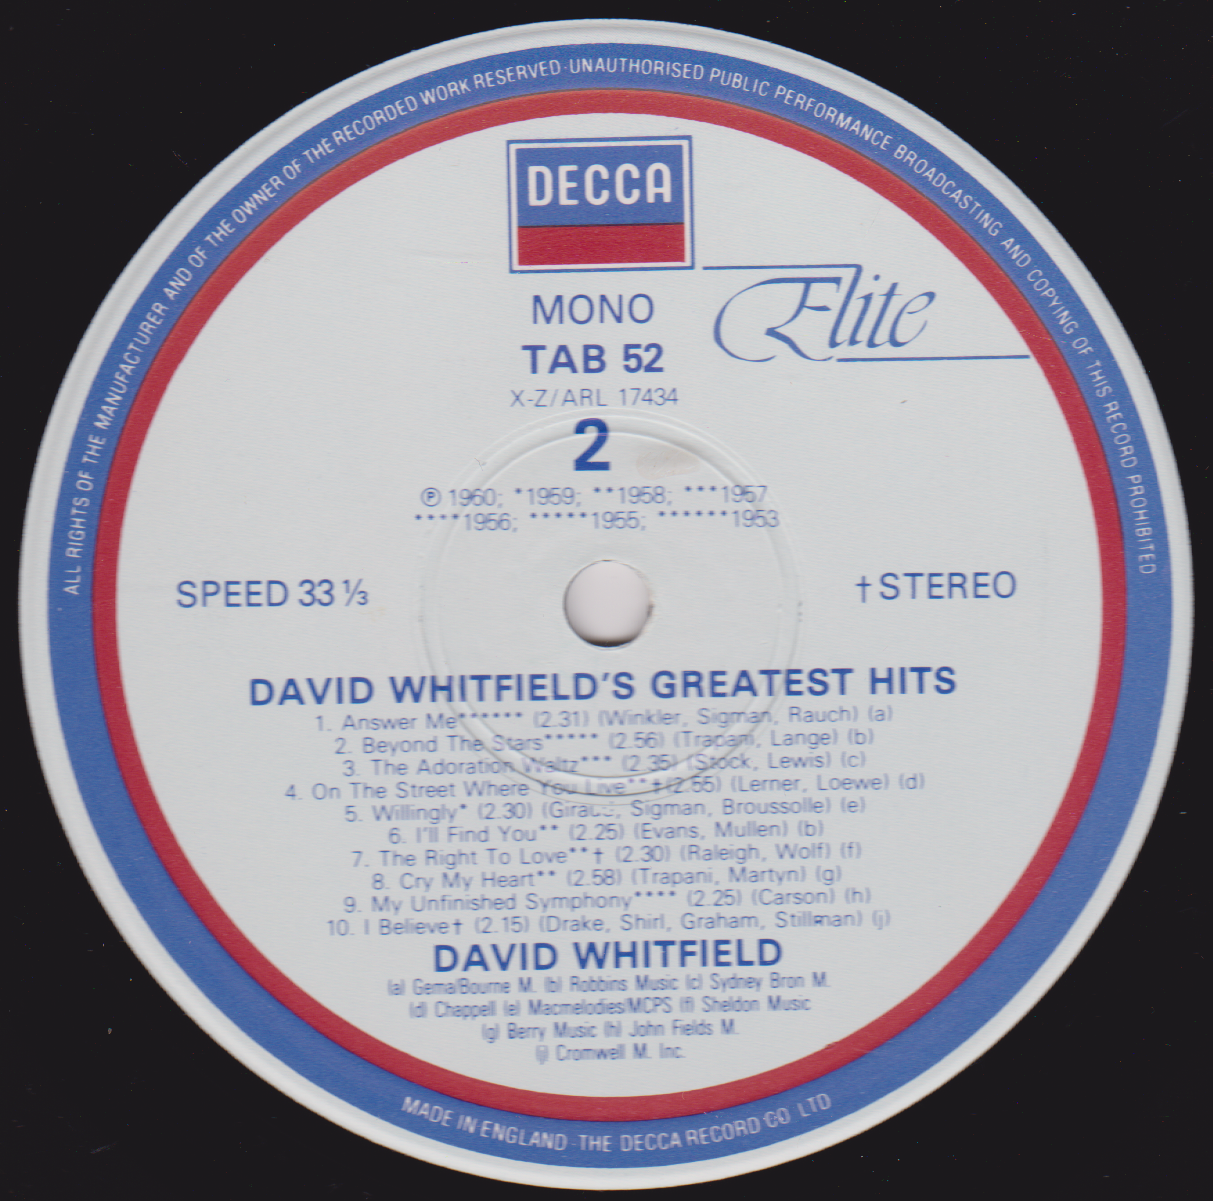 ALL RIGHTS OF THE MANUFACTURER AND OF THE OWNER OF THE RECORDED WORK RESERVED·UNAUTHORISED PUBLIC PERFORMANCE BROADCASTING AND COPYING OF THIS RECORD PROHIBITED
DECCA
Elite
MONO
TAB 52
X-Z/ARL 17434
2
℗ 1960; *1959; **1958; ***1957
****1956; *****1955; ******1953
SPEED 33 ⅓
† STEREO
DAVID WHITFIELD'S GREATEST HITS
1. Answer Me****** (2.31) (Winkler, Sigman, Rauch) (a)
2. Beyond The Stars***** (2.56) (Trapani, Lange) (b)
3. The Adoration Waltz*** (2.35) (Stock, Lewis) (c)
4. On The Street Where You Live**† (2.55) (Lerner, Loewe) (d)
5. Willingly* (2.30) (Giraud, Sigman, Broussolle) (e)
6. I'll Find You** (2.25) (Evans, Mullen) (b)
7. The Right To Love**† (2.30) (Raleigh, Wolf) (f)
8. Cry My Heart** (2.58) (Trapani, Martyn) (g)
9. My Unfinished Symphony**** (2.25) (Carson) (h)
10. I Believe† (2.15) (Drake, Shirl, Graham, Stillman) (j)
DAVID WHITFIELD
(a) Gema/Bourne M. (b) Robbins Music (c) Sydney Bron M.
(d) Chappell (e) Macmelodies/MCPS (f) Sheldon Music
(g) Berry Music (h) John Fields M.
(j) Cromwell M. Inc.
MADE IN ENGLAND·THE DECCA RECORD CO LTD